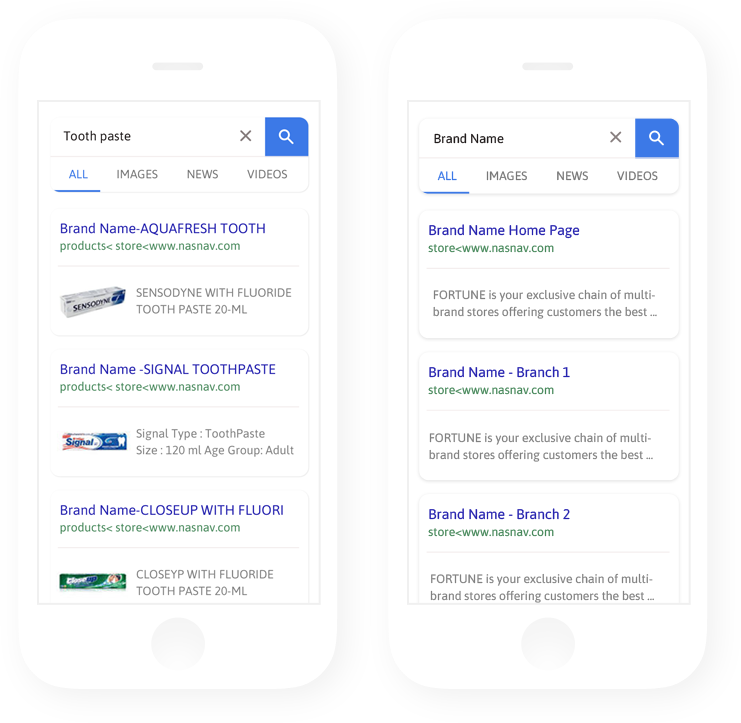 Tooth paste
ALL IMAGES NEWS VIDEOS
Brand Name-AQUAFRESH TOOTH
products< store<www.nasnav.com
SENSODYNE
SENSODYNE WITH FLUORIDE
TOOTH PASTE 20-ML
Brand Name -SIGNAL TOOTHPASTE
products< store<www.nasnav.com
Signal
Signal Type : ToothPaste
Size : 120 ml Age Group: Adult
Brand Name-CLOSEUP WITH FLUORI
products< store<www.nasnav.com
Closeup
CLOSEYP WITH FLUORIDE
TOOTH PASTE 20-ML
Brand Name
ALL IMAGES NEWS VIDEOS
Brand Name Home Page
store<www.nasnav.com
FORTUNE is your exclusive chain of multi-
brand stores offering customers the best ...
Brand Name - Branch 1
store<www.nasnav.com
FORTUNE is your exclusive chain of multi-
brand stores offering customers the best ...
Brand Name - Branch 2
store<www.nasnav.com
FORTUNE is your exclusive chain of multi-
brand stores offering customers the best ...